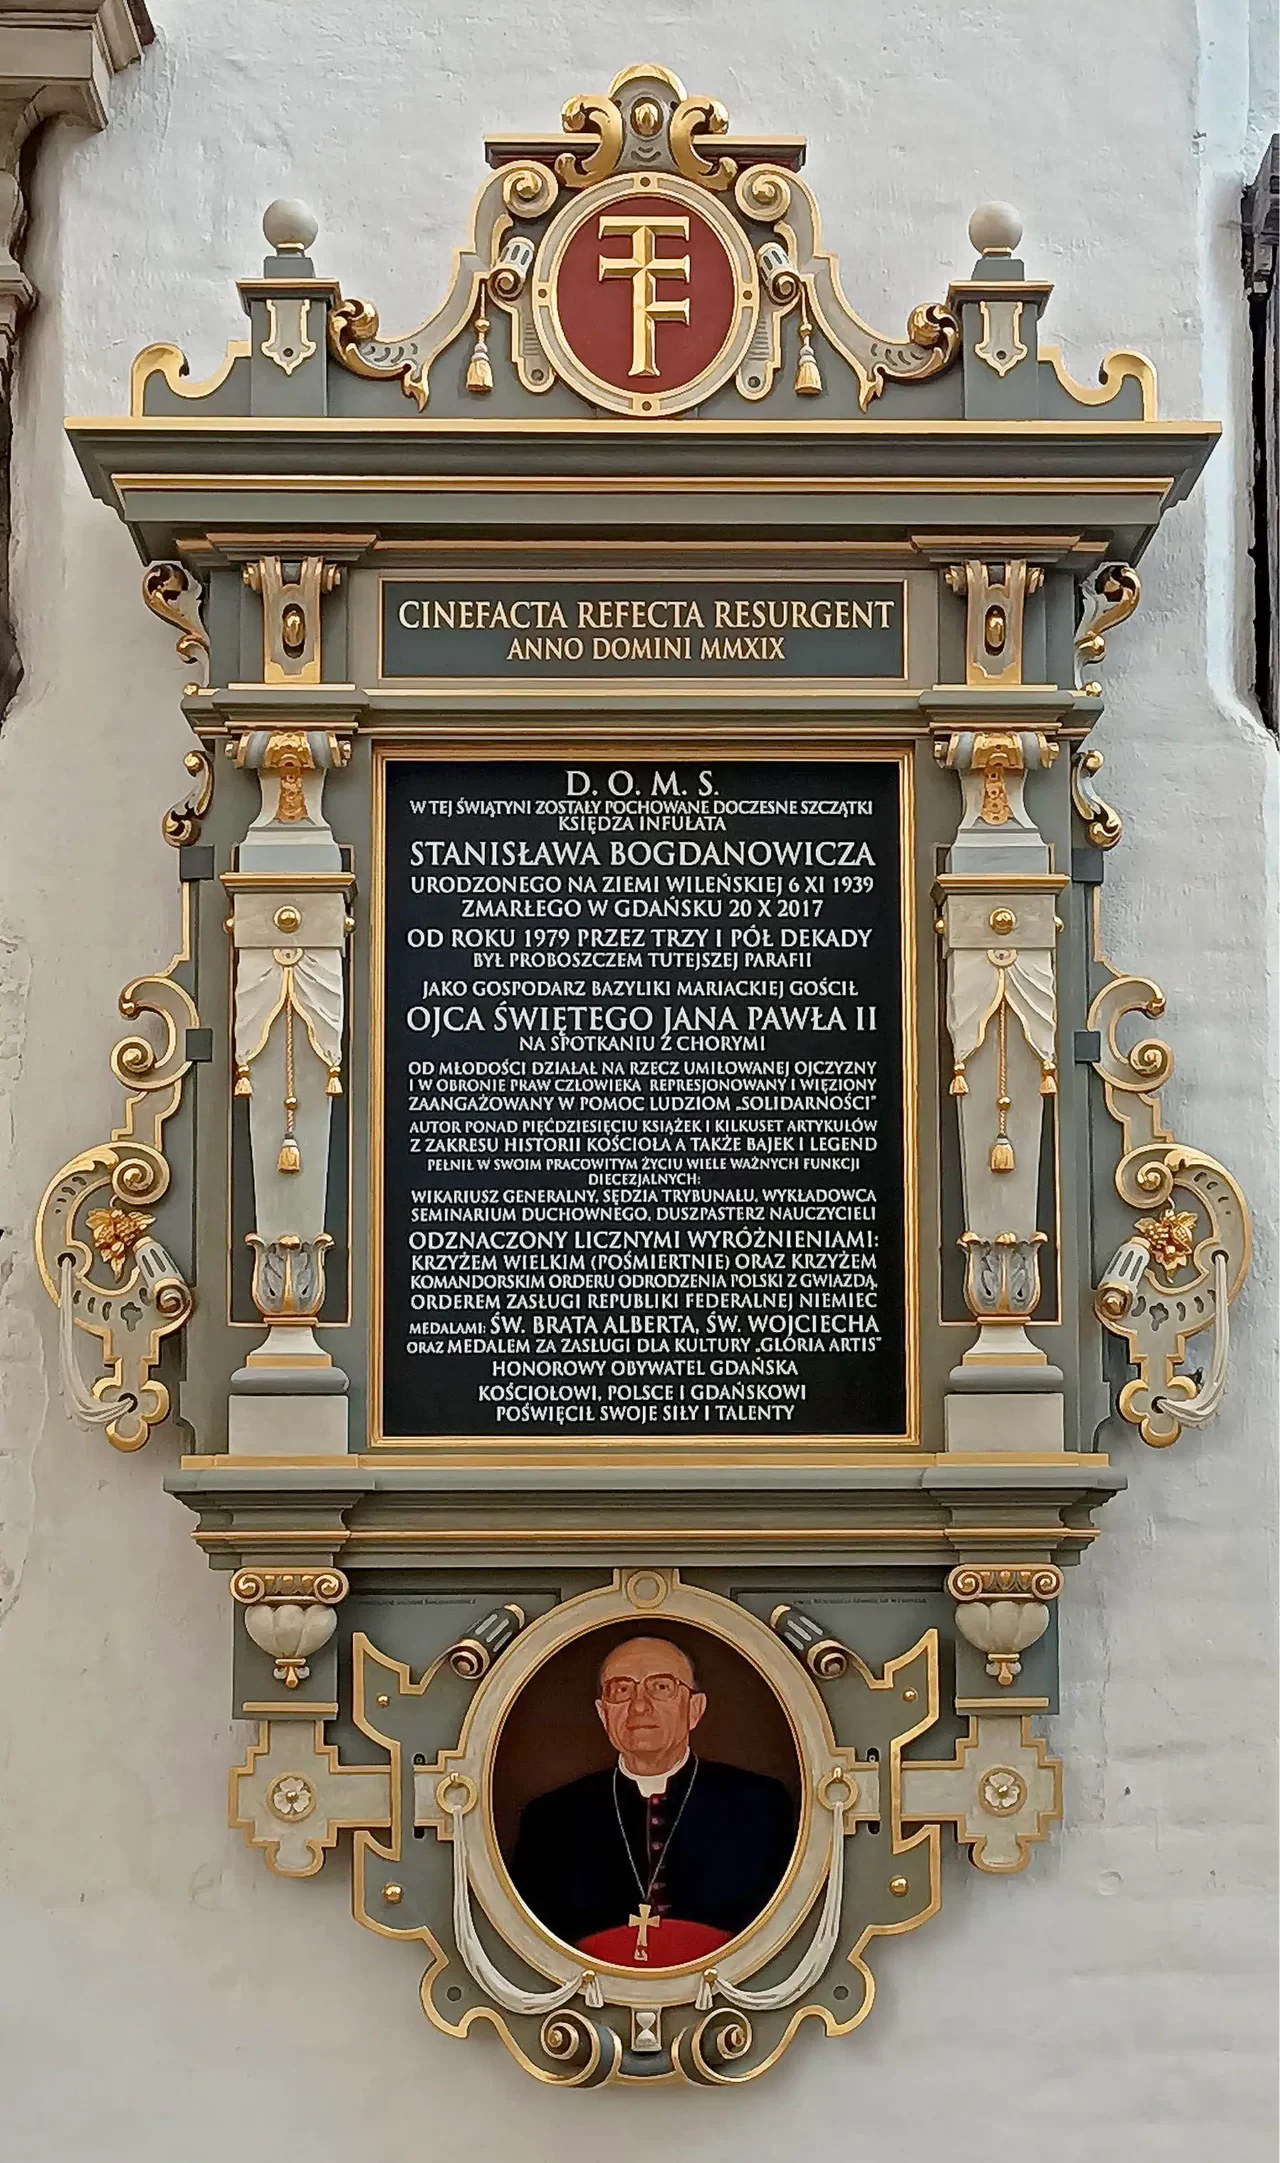 CINEFACTA REFECTA RESURGENT
ANNO DOMINI MMXIX
D. O. M. S.
W TEJ ŚWIĄTYNI ZOSTAŁY POCHOWANE DOCZESNE SZCZĄTKI
KSIĘDZA INFUŁATA
STANISŁAWA BOGDANOWICZA
URODZONEGO NA ZIEMI WILEŃSKIEJ 6 XI 1939
ZMARŁEGO W GDAŃSKU 20 X 2017
OD ROKU 1979 PRZEZ TRZY I PÓŁ DEKADY
BYŁ PROBOSZCZEM TUTEJSZEJ PARAFII
JAKO GOSPODARZ BAZYLIKI MARIACKIEJ GOŚCIŁ
OJCA ŚWIĘTEGO JANA PAWŁA II
NA SPOTKANIU Z CHORYMI
OD MŁODOŚCI DZIAŁAŁ NA RZECZ UMIŁOWANEJ OJCZYZNY
I W OBRONIE PRAW CZŁOWIEKA REPRESJONOWANY I WIĘZIONY
ZAANGAŻOWANY W POMOC LUDZIOM „SOLIDARNOŚCI”
AUTOR PONAD PIĘĆDZIESIĘCIU KSIĄŻEK I KILKUSET ARTYKUŁÓW
Z ZAKRESU HISTORII KOŚCIOŁA A TAKŻE BAJEK I LEGEND
PEŁNIŁ W SWOIM PRACOWITYM ŻYCIU WIELE WAŻNYCH FUNKCJI
DIECEZJALNYCH:
WIKARIUSZ GENERALNY, SĘDZIA TRYBUNAŁU, WYKŁADOWCA
SEMINARIUM DUCHOWNEGO, DUSZPASTERZ NAUCZYCIELI
ODZNACZONY LICZNYMI WYRÓŻNIENIAMI:
KRZYŻEM WIELKIM (POŚMIERTNIE) ORAZ KRZYŻEM
KOMANDORSKIM ORDERU ODRODZENIA POLSKI Z GWIAZDĄ,
ORDEREM ZASŁUGI REPUBLIKI FEDERALNEJ NIEMIEC
MEDALAMI: ŚW. BRATA ALBERTA, ŚW. WOJCIECHA
ORAZ MEDALEM ZA ZASŁUGI DLA KULTURY „GLORIA ARTIS”
HONOROWY OBYWATEL GDAŃSKA
KOŚCIOŁOWI, POLSCE I GDAŃSKOWI
POŚWIĘCIŁ SWOJE SIŁY I TALENTY